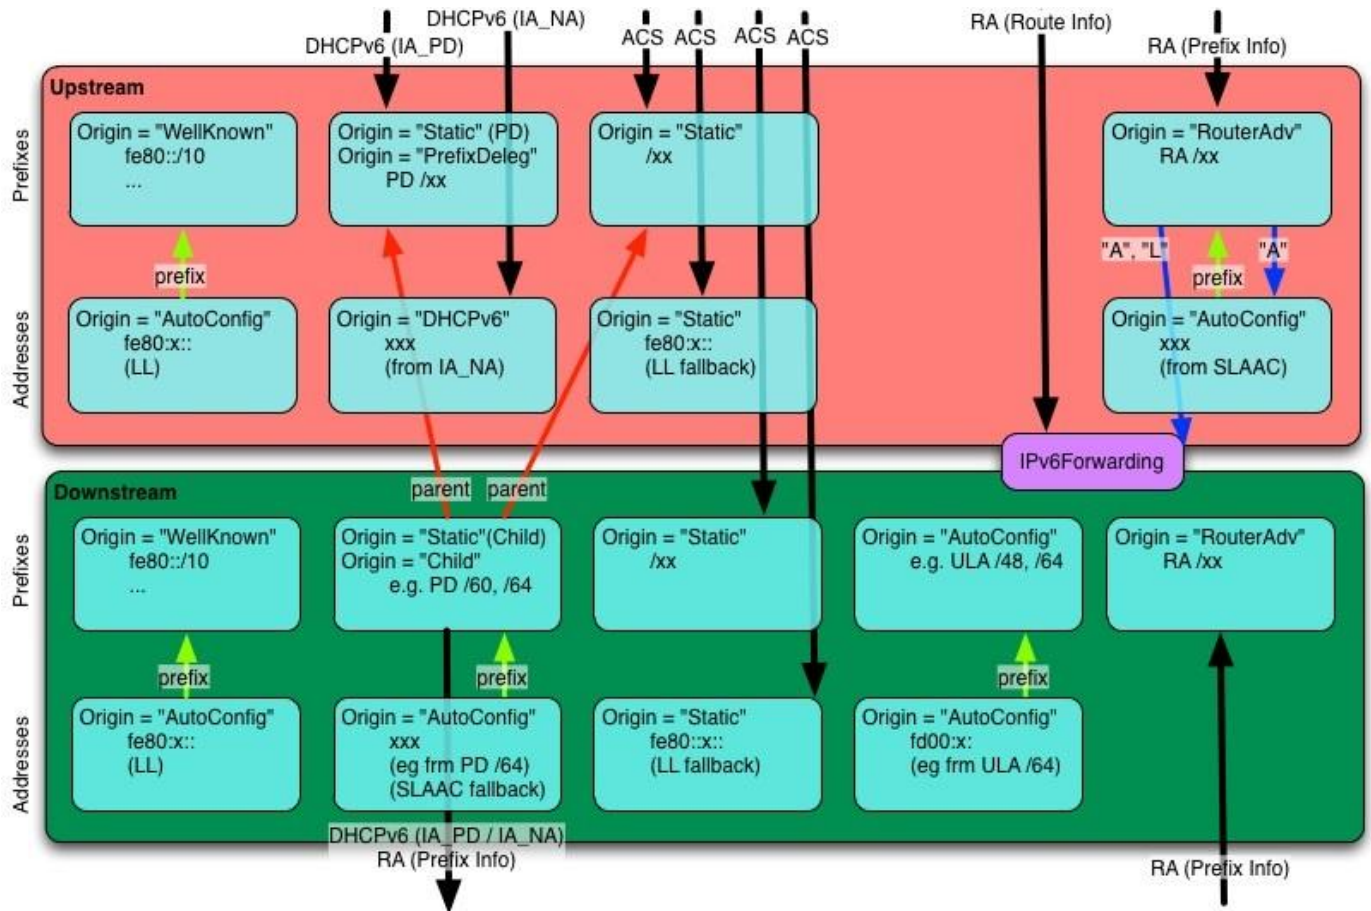 DHCPv6 (IA_NA)
RA (Route Info)
DHCPv6 (IA_PD)
ACS
ACS
ACS
ACS
RA (Prefix Info)
Upstream
Prefixes
Origin = "WellKnown"
fe80::/10
...
Origin = "Static" (PD)
Origin = "PrefixDeleg"
PD /xx
Origin = "Static"
/xx
Origin = "RouterAdv"
RA /xx
prefix
"A", "L"
prefix
"A"
Addresses
Origin = "AutoConfig"
fe80:x::
(LL)
Origin = "DHCPv6"
xxx
(from IA_NA)
Origin = "Static"
fe80:x::
(LL fallback)
Origin = "AutoConfig"
xxx
(from SLAAC)
IPv6Forwarding
Downstream
parent
parent
Prefixes
Origin = "WellKnown"
fe80::/10
...
Origin = "Static"(Child)
Origin = "Child"
e.g. PD /60, /64
Origin = "Static"
/xx
Origin = "AutoConfig"
e.g. ULA /48, /64
Origin = "RouterAdv"
RA /xx
prefix
prefix
prefix
Addresses
Origin = "AutoConfig"
fe80:x::
(LL)
Origin = "AutoConfig"
xxx
(eg frm PD /64)
(SLAAC fallback)
Origin = "Static"
fe80::x::
(LL fallback)
Origin = "AutoConfig"
fd00:x:
(eg frm ULA /64)
DHCPv6 (IA_PD / IA_NA)
RA (Prefix Info)
RA (Prefix Info)